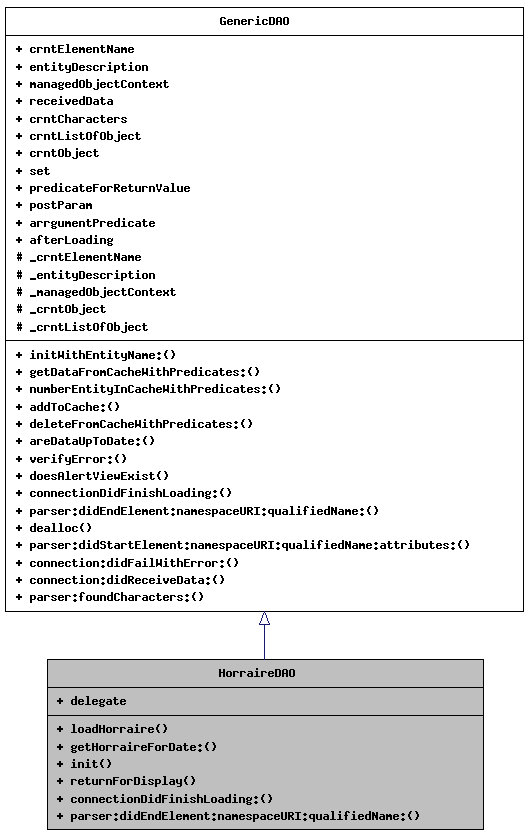 GenericDAO
+ crntElementName
+ entityDescription
+ managedObjectContext
+ receivedData
+ crntCharacters
+ crntListOfObject
+ crntObject
+ set
+ predicateForReturnValue
+ postParam
+ arrgumentPredicate
+ afterLoading
# _crntElementName
# _entityDescription
# _managedObjectContext
# _crntObject
# _crntListOfObject
+ initWithEntityName:()
+ getDataFromCacheWithPredicates:()
+ numberEntityInCacheWithPredicates:()
+ addToCache:()
+ deleteFromCacheWithPredicates:()
+ areDataUpToDate:()
+ verifyError:()
+ doesAlertViewExist()
+ connectionDidFinishLoading:()
+ parser:didEndElement:namespaceURI:qualifiedName:()
+ dealloc()
+ parser:didStartElement:namespaceURI:qualifiedName:attributes:()
+ connection:didFailWithError:()
+ connection:didReceiveData:()
+ parser:foundCharacters:()
HorraireDAO
+ delegate
+ loadHorraire()
+ getHorraireForDate:()
+ init()
+ returnForDisplay()
+ connectionDidFinishLoading:()
+ parser:didEndElement:namespaceURI:qualifiedName:()